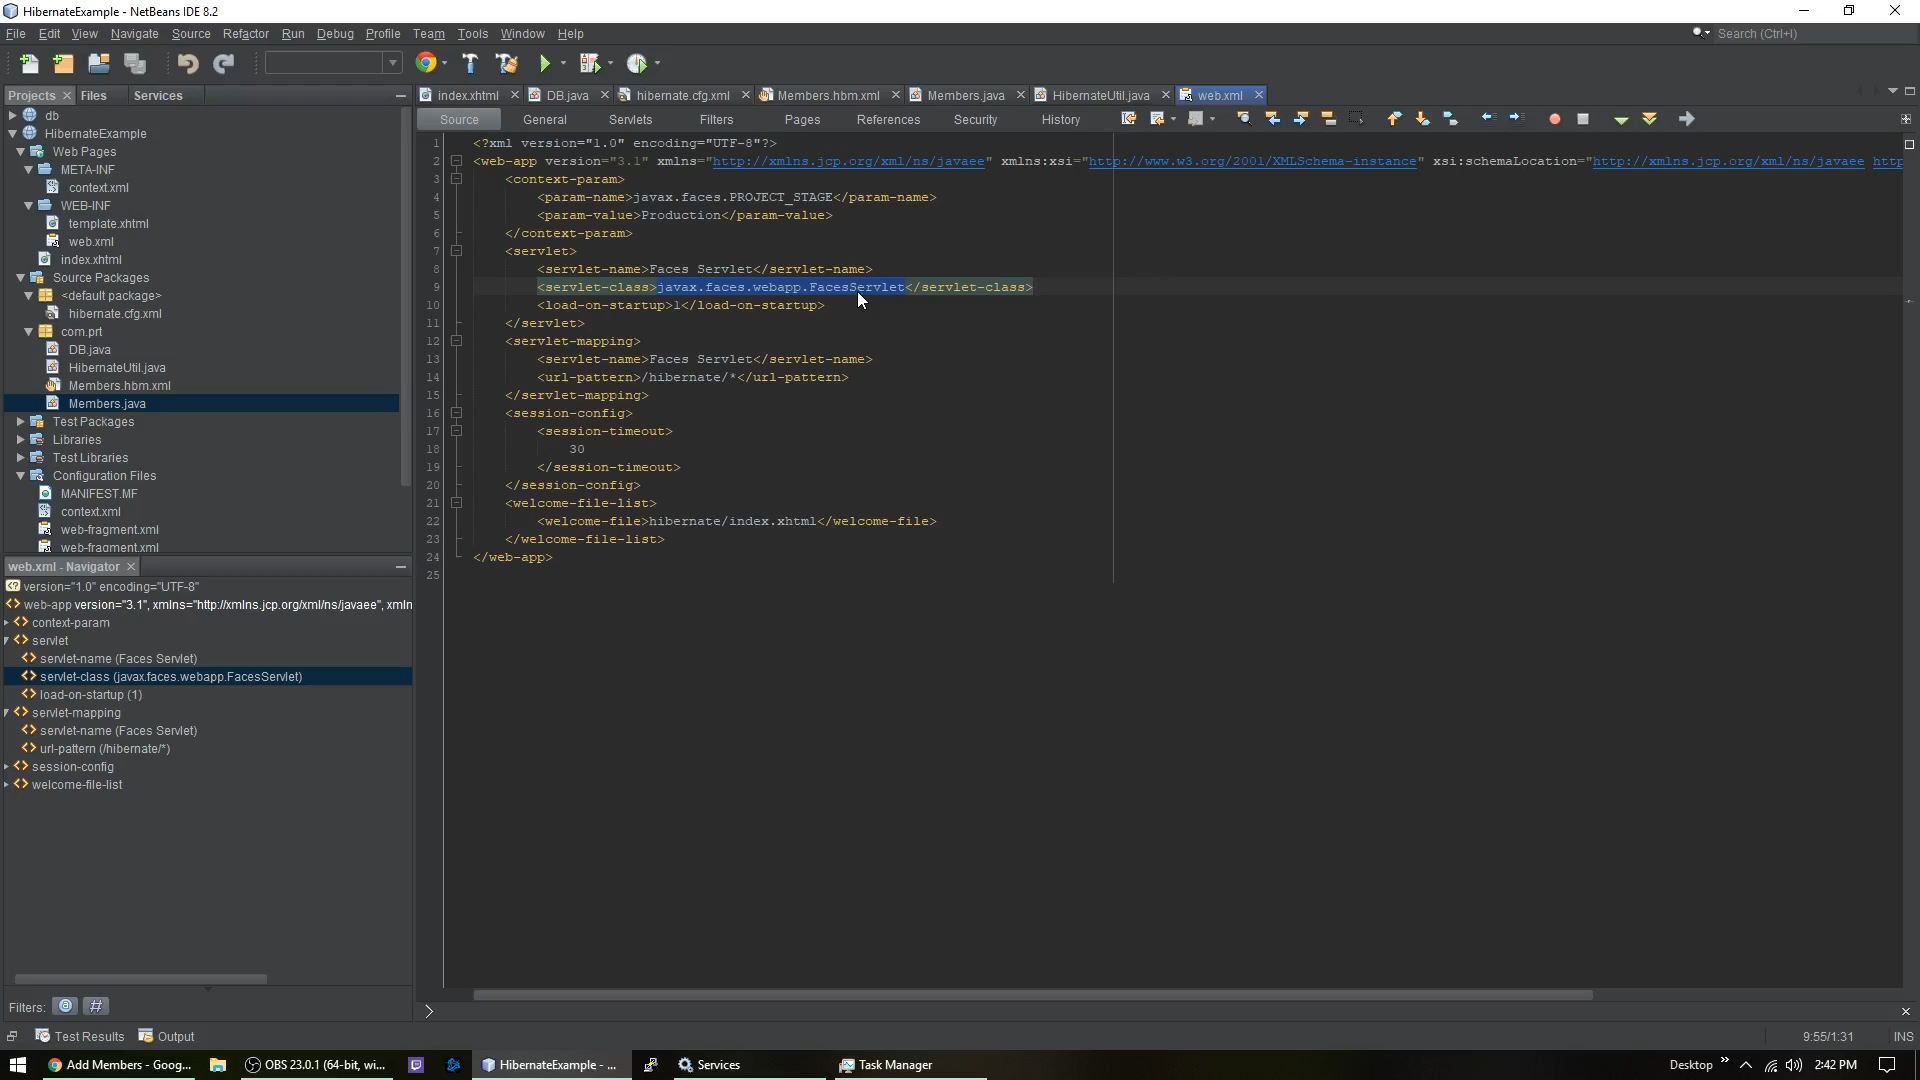 HibernateExample - NetBeans IDE 8.2
File Edit View Navigate Source Refactor Run Debug Profile Team Tools Window Help
Search (Ctrl+I)
Projects Files Services
index.xhtml DB.java hibernate.cfg.xml Members.hbm.xml Members.java HibernateUtil.java web.xml
Source General Servlets Filters Pages References Security History
db
HibernateExample
Web Pages
META-INF
context.xml
WEB-INF
template.xhtml
web.xml
index.xhtml
Source Packages
<default package>
hibernate.cfg.xml
com.prt
DB.java
HibernateUtil.java
Members.hbm.xml
Members.java
Test Packages
Libraries
Test Libraries
Configuration Files
MANIFEST.MF
context.xml
web-fragment.xml
web-fragment.xml
1 <?xml version="1.0" encoding="UTF-8"?>
2 <web-app version="3.1" xmlns="http://xmlns.jcp.org/xml/ns/javaee" xmlns:xsi="http://www.w3.org/2001/XMLSchema-instance" xsi:schemaLocation="http://xmlns.jcp.org/xml/ns/javaee http
3 <context-param>
4 <param-name>javax.faces.PROJECT_STAGE</param-name>
5 <param-value>Production</param-value>
6 </context-param>
7 <servlet>
8 <servlet-name>Faces Servlet</servlet-name>
9 <servlet-class>javax.faces.webapp.FacesServlet</servlet-class>
10 <load-on-startup>1</load-on-startup>
11 </servlet>
12 <servlet-mapping>
13 <servlet-name>Faces Servlet</servlet-name>
14 <url-pattern>/hibernate/*</url-pattern>
15 </servlet-mapping>
16 <session-config>
17 <session-timeout>
18 30
19 </session-timeout>
20 </session-config>
21 <welcome-file-list>
22 <welcome-file>hibernate/index.xhtml</welcome-file>
23 </welcome-file-list>
24 </web-app>
25
web.xml - Navigator
version="1.0" encoding="UTF-8"
web-app version="3.1", xmlns="http://xmlns.jcp.org/xml/ns/javaee", xmln
context-param
servlet
servlet-name (Faces Servlet)
servlet-class (javax.faces.webapp.FacesServlet)
load-on-startup (1)
servlet-mapping
servlet-name (Faces Servlet)
url-pattern (/hibernate/*)
session-config
welcome-file-list
Filters: @ #
Test Results Output
9:55/1:31 INS
Add Members - Goog... OBS 23.0.1 (64-bit, wi... HibernateExample - ... Services Task Manager Desktop 2:42 PM